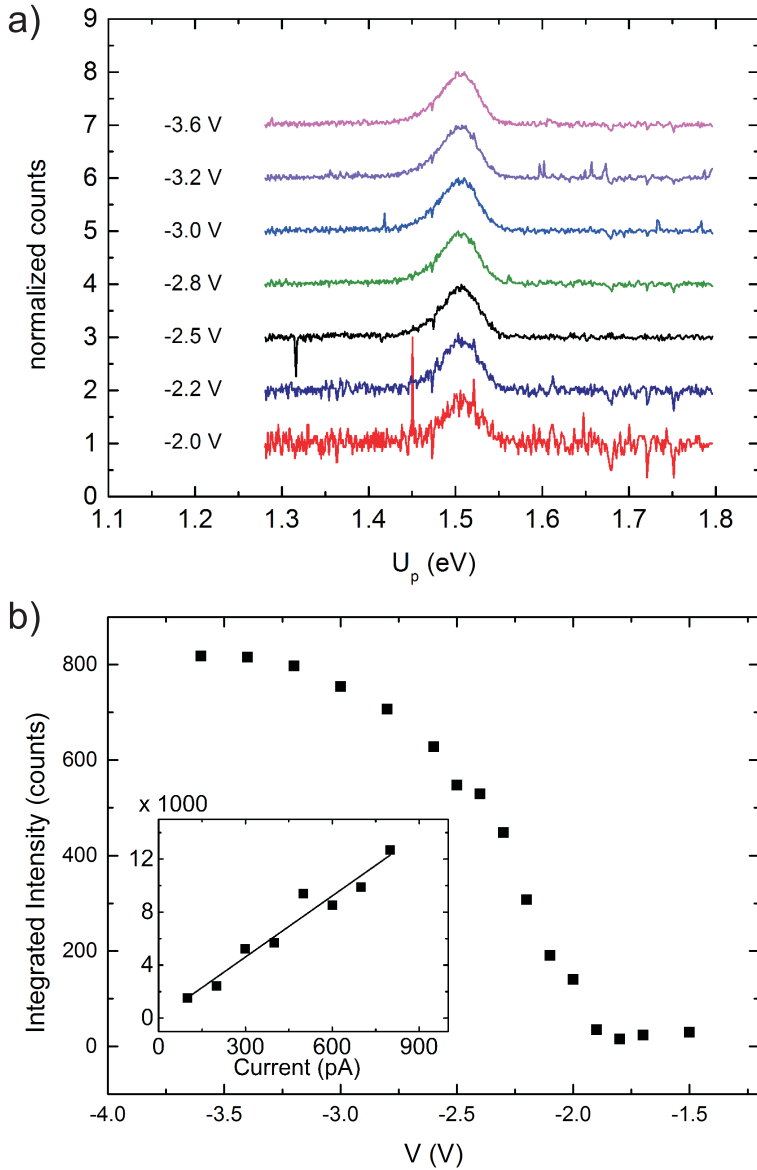 a)
9
8
7
6
5
4
3
2
1
0
normalized counts
-3.6 V
-3.2 V
-3.0 V
-2.8 V
-2.5 V
-2.2 V
-2.0 V
1.1 1.2 1.3 1.4 1.5 1.6 1.7 1.8
Up (eV)
b)
800
600
400
200
0
Integrated Intensity (counts)
x 1000
12
8
4
0
0 300 600 900
Current (pA)
-4.0 -3.5 -3.0 -2.5 -2.0 -1.5
V (V)